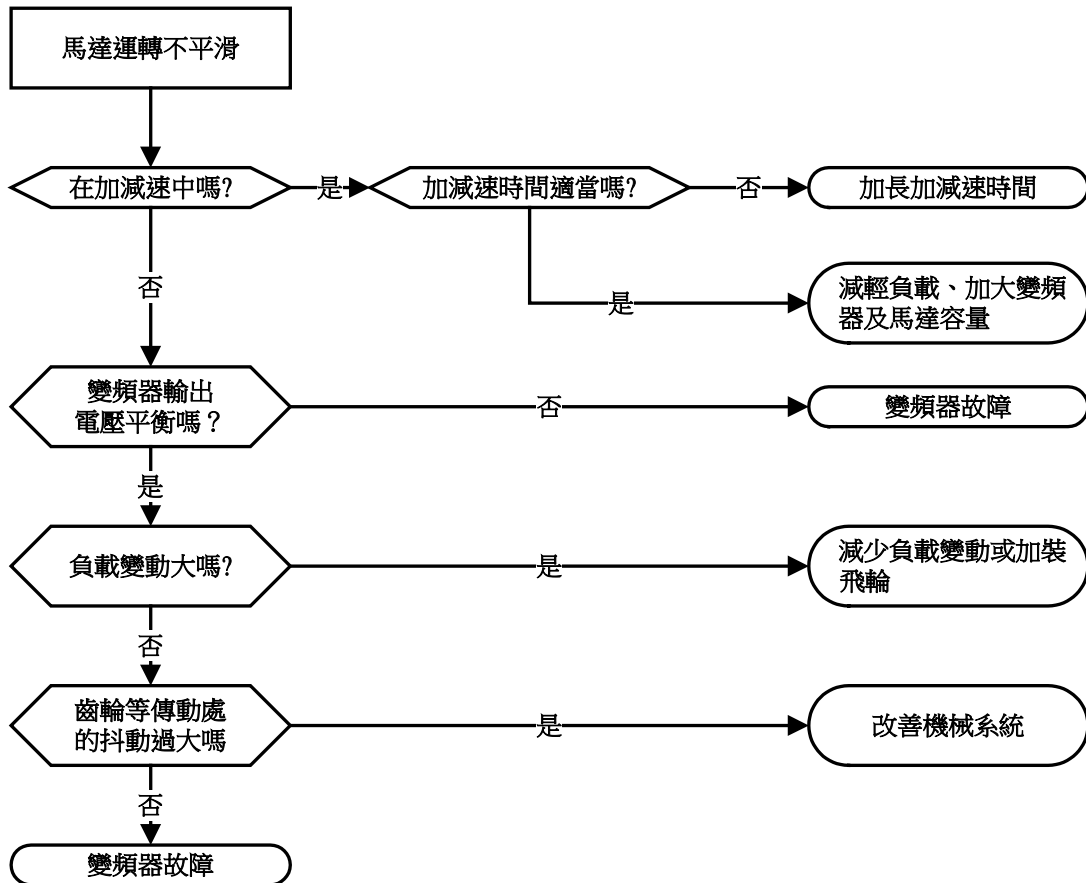 馬達運轉不平滑
在加減速中嗎?
是
加減速時間適當嗎?
否
加長加減速時間
否
是
減輕負載、加大變頻
器及馬達容量
變頻器輸出
電壓平衡嗎？
否
變頻器故障
是
負載變動大嗎?
是
減少負載變動或加裝
飛輪
否
齒輪等傳動處
的抖動過大嗎
是
改善機械系統
否
變頻器故障